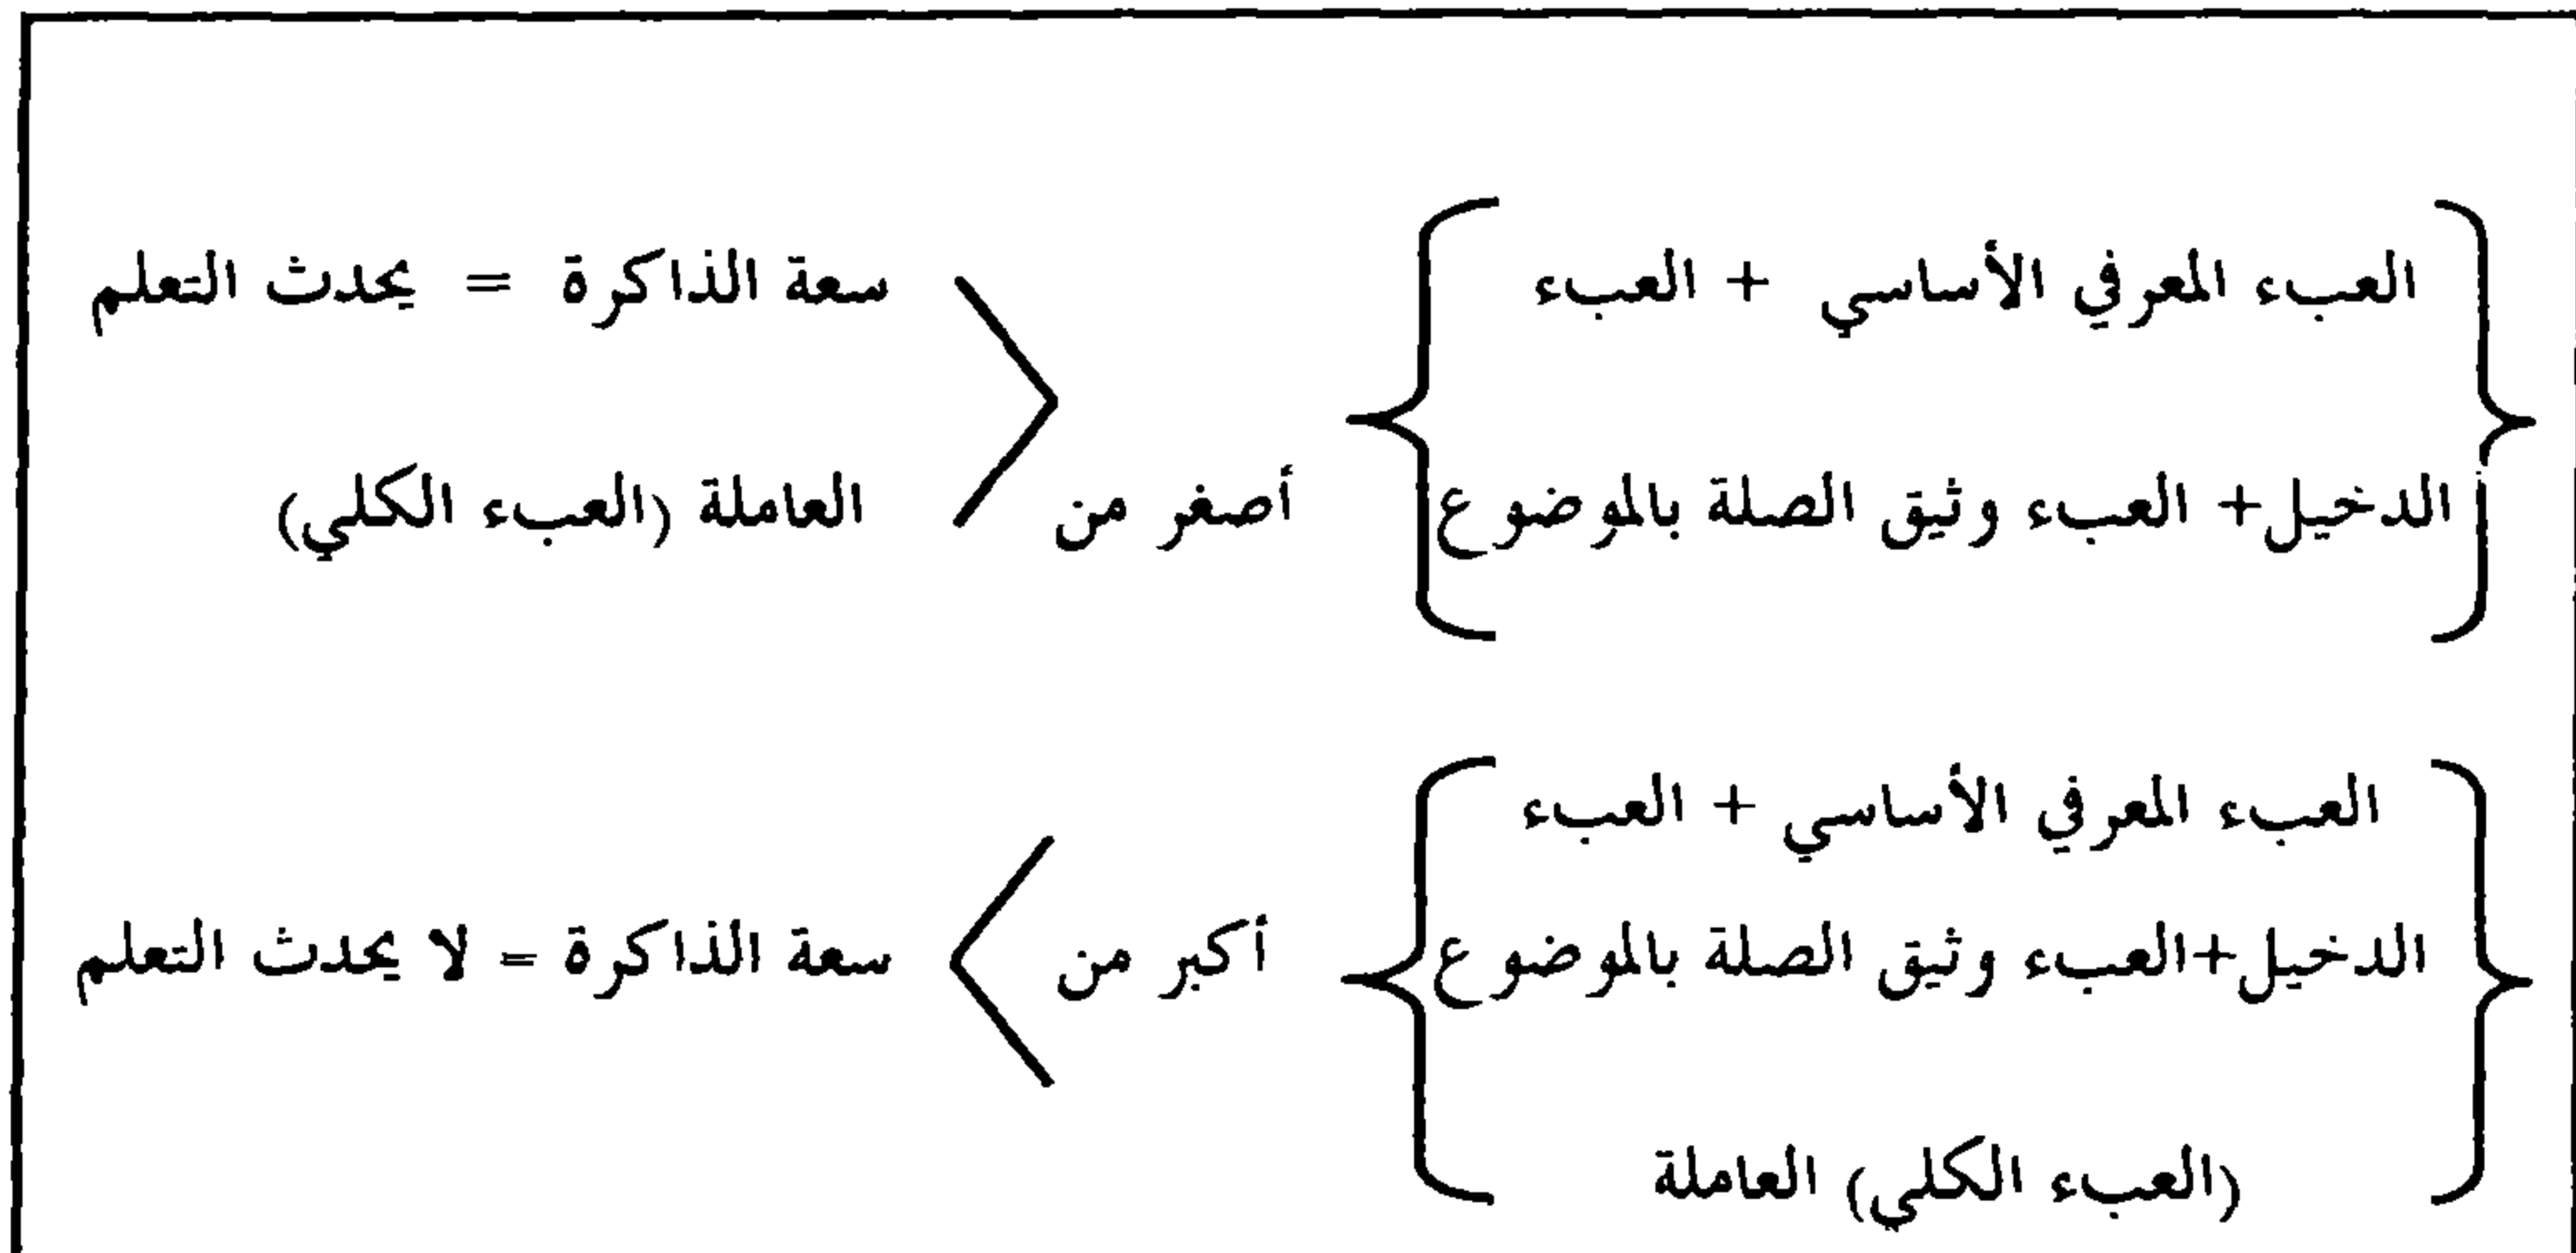 العبء المعرفي الأساسي + العبء
الدخيل+ العبء وثيق الصلة بالموضوع
أصغر من
سعة الذاكرة = يحدث التعلم
العاملة (العبء الكلي)
العبء المعرفي الأساسي + العبء
الدخيل+العبء وثيق الصلة بالموضوع
(العبء الكلي) العاملة
أكبر من
سعة الذاكرة = لا يحدث التعلم